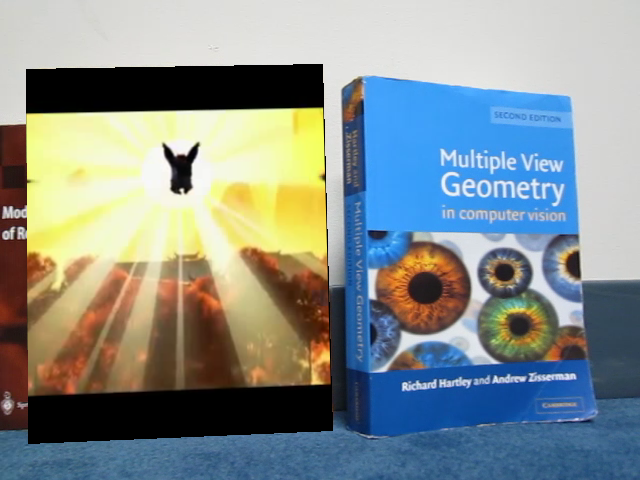 Mod
of Ro
SECOND EDITION
Multiple View
Geometry
in computer vision
Richard Hartley and Andrew Zisserman
CAMBRIDGE
Hartley and
Zisserman
Multiple View Geometry